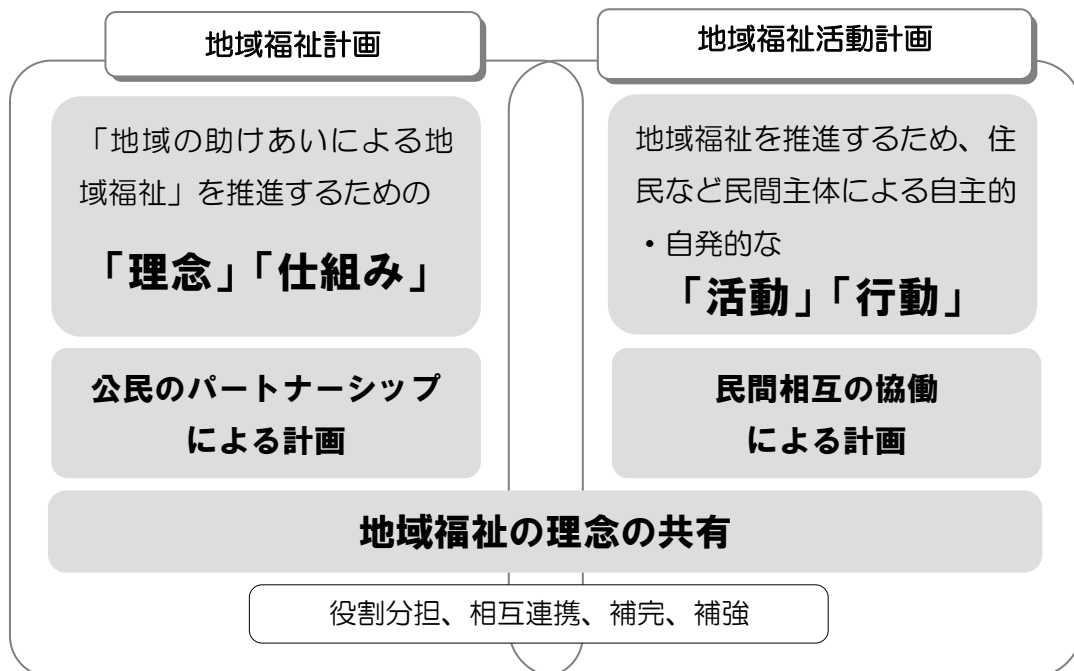 地域福祉計画
「地域の助けあいによる地
域福祉」を推進するための
「理念」「仕組み」
公民のパートナーシップ
による計画
地域福祉活動計画
地域福祉を推進するため、住
民など民間主体による自主的
・自発的な
「活動」「行動」
民間相互の協働
による計画
地域福祉の理念の共有
役割分担、相互連携、補完、補強